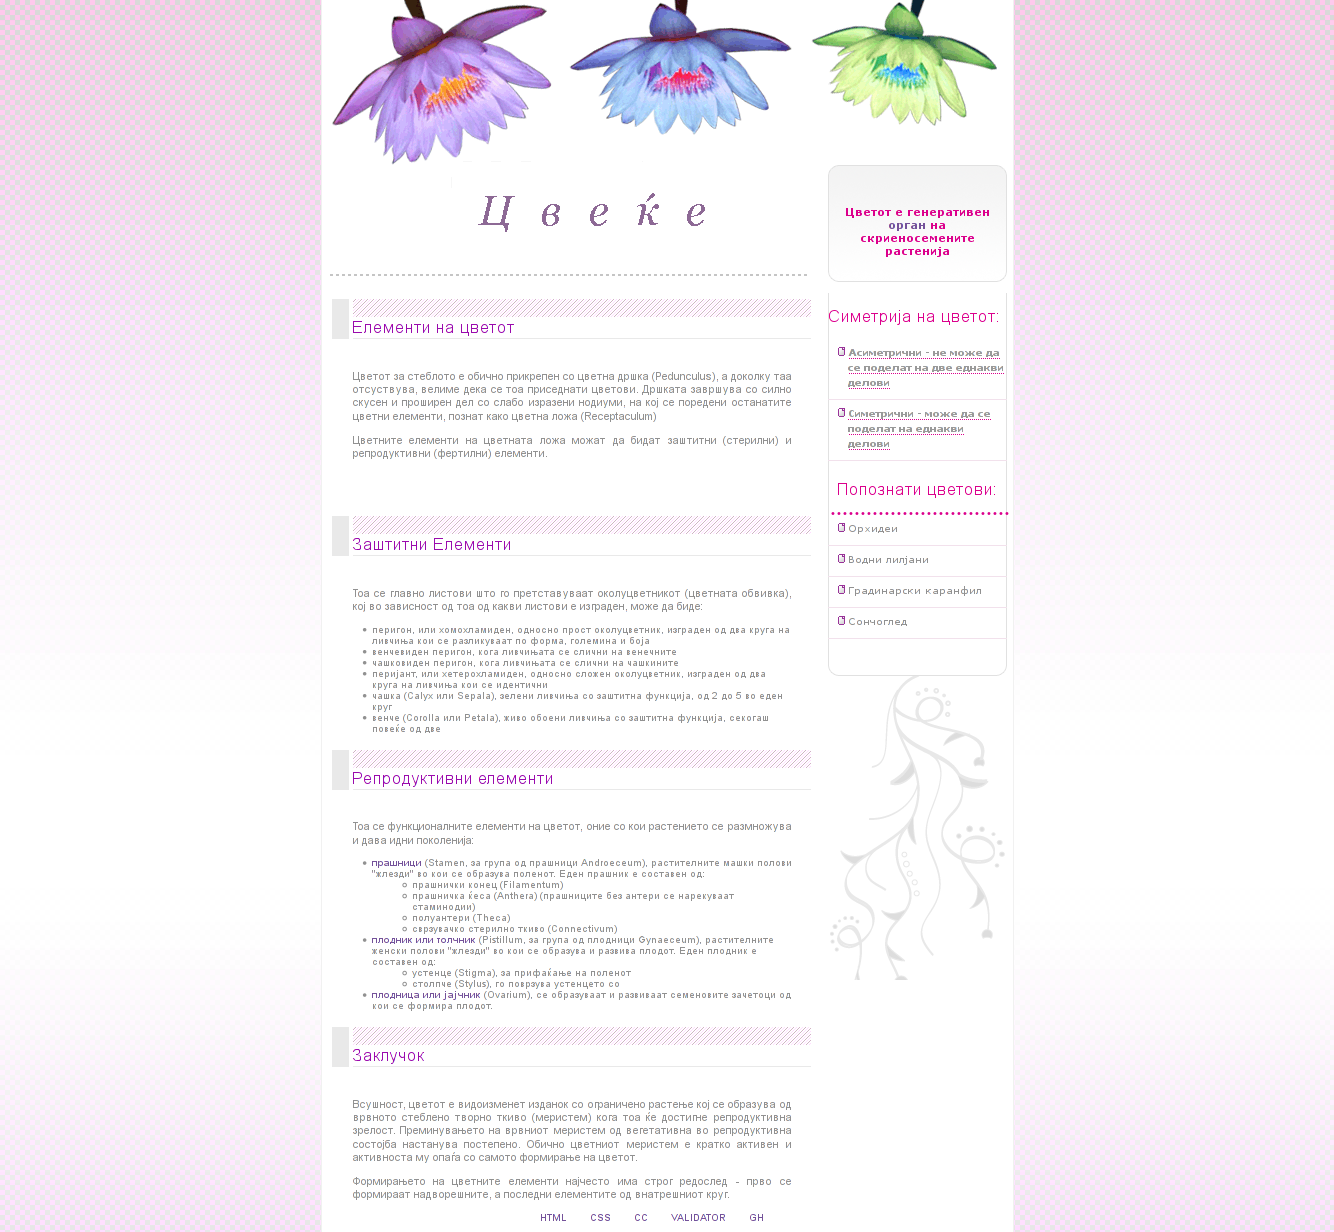 Цвеќе
Цветот е генеративен
орган на
скриеносемените
растенија
Елементи на цветот
Цветот за стеблото е обично прикрепен со цветна дршка (Pedunculus), а доколку таа
отсуствува, велиме дека се тоа приседнати цветови. Дршката завршува со силно
скусен и проширен дел со слабо изразени нодиуми, на кој се поредени останатите
цветни елементи, познат како цветна ложа (Receptaculum)
Цветните елементи на цветната ложа можат да бидат заштитни (стерилни) и
репродуктивни (фертилни) елементи.
Заштитни Елементи
Тоа се главно листови што го претставуваат околуцветникот (цветната обвивка),
кој во зависност од тоа од какви листови е изграден, може да биде:
перигон, или хомохламиден, односно прост околуцветник, изграден од два круга на
ливчиња кои се разликуваат по форма, големина и боја
венчевиден перигон, кога ливчињата се слични на венечните
чашковиден перигон, кога ливчињата се слични на чашкините
перијант, или хетерохламиден, односно сложен околуцветник, изграден од два
круга на ливчиња кои се идентични
чашка (Calyx или Sepala), зелени ливчиња со заштитна функција, од 2 до 5 во еден
круг
венче (Corolla или Petala), живо обоени ливчиња со заштитна функција, секогаш
повеќе од две
Репродуктивни елементи
Тоа се функционалните елементи на цветот, оние со кои растението се размножува
и дава идни поколенија:
прашници (Stamen, за група од прашници Androeceum), растителните машки полови
"жлезди" во кои се образува поленот. Еден прашник е составен од:
прашнички конец (Filamentum)
прашничка ќеса (Anthera) (прашниците без антери се нарекуваат
стаминодии)
полуантери (Theca)
сврзувачко стерилно ткиво (Connectivum)
плодник или толчник (Pistillum, за група од плодници Gynaeceum), растителните
женски полови "жлезди" во кои се образува и развива плодот. Еден плодник е
составен од:
устенце (Stigma), за прифаќање на поленот
столпче (Stylus), го поврзува устенцето со
плодница или јајчник (Ovarium), се образуваат и развиваат семеновите зачетоци од
кои се формира плодот.
Заклучок
Всушност, цветот е видоизменет изданок со ограничено растење кој се образува од
врвното стеблено творно ткиво (меристем) кога тоа ќе достигне репродуктивна
зрелост. Преминувањето на врвниот меристем од вегетативна во репродуктивна
состојба настанува постепено. Обично цветниот меристем е кратко активен и
активноста му опаѓа со самото формирање на цветот.
Формирањето на цветните елементи најчесто има строг редослед - прво се
формираат надворешните, а последни елементите од внатрешниот круг.
HTML CSS CC VALIDATOR GH
Симетрија на цветот:
Асиметрични - не може да
се поделат на две еднакви
делови
Симетрични - може да се
поделат на еднакви
делови
Попознати цветови:
Орхидеи
Водни лилјани
Градинарски каранфил
Сончоглед